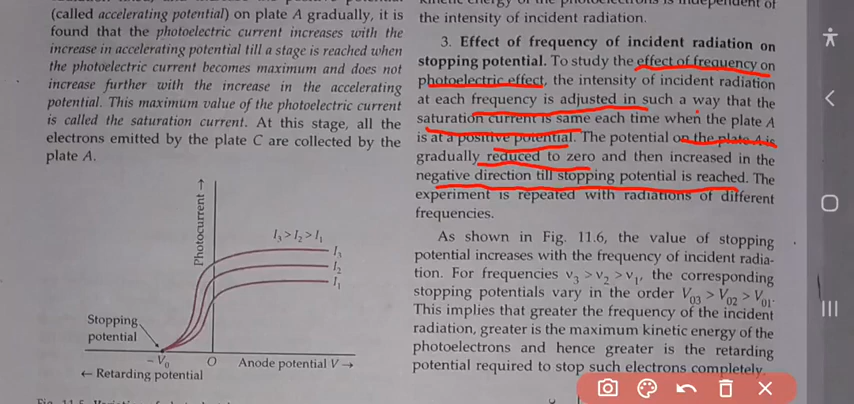 (called accelerating potential) on plate A gradually, it is
found that the photoelectric current increases with the
increase in accelerating potential till a stage is reached when
the photoelectric current becomes maximum and does not
increase further with the increase in the accelerating
potential. This maximum value of the photoelectric current
is called the saturation current. At this stage, all the
electrons emitted by the plate C are collected by the
plate A.
Photocurrent →
I₃ > I₂ > I₁
I₃
I₂
I₁
Stopping
potential
– V₀
O
Anode potential V →
← Retarding potential
the intensity of incident radiation.
3. Effect of frequency of incident radiation on
stopping potential. To study the effect of frequency on
photoelectric effect, the intensity of incident radiation
at each frequency is adjusted in such a way that the
saturation current is same each time when the plate A
is at a positive potential. The potential on the plate A is
gradually reduced to zero and then increased in the
negative direction till stopping potential is reached. The
experiment is repeated with radiations of different
frequencies.
As shown in Fig. 11.6, the value of stopping
potential increases with the frequency of incident radia-
tion. For frequencies ν₃ > ν₂ > ν₁, the corresponding
stopping potentials vary in the order V₀₃ > V₀₂ > V₀₁.
This implies that greater the frequency of the incident
radiation, greater is the maximum kinetic energy of the
photoelectrons and hence greater is the retarding
potential required to stop such electrons completely.